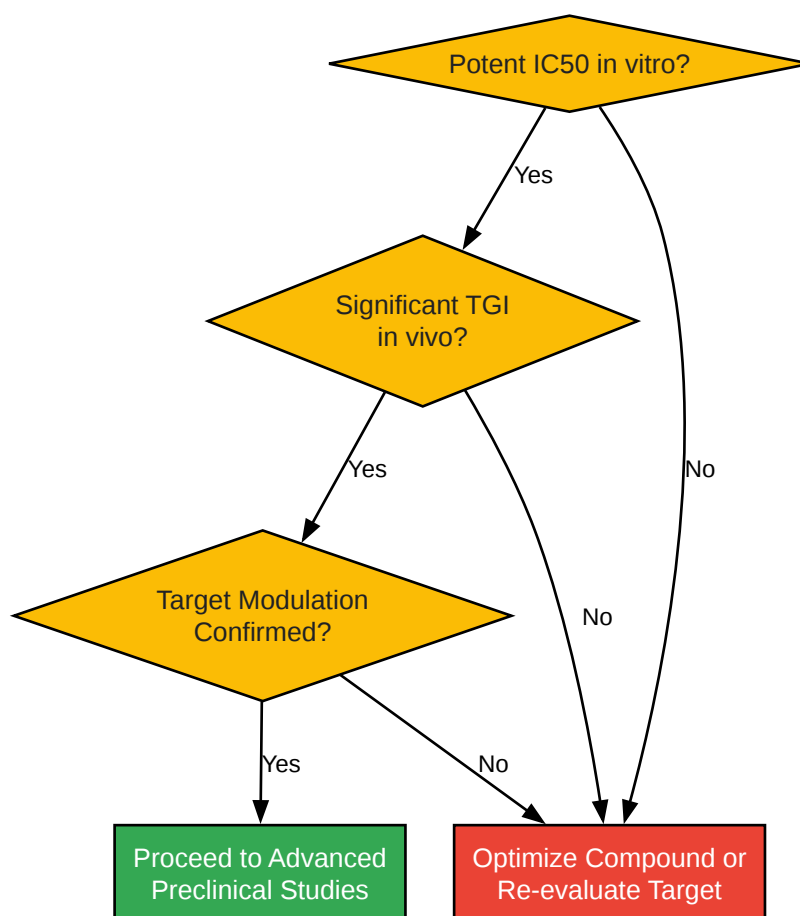 Potent IC50 in vitro?
Yes
Significant TGI
in vivo?
Yes
No
Target Modulation
Confirmed?
No
Yes
No
Proceed to Advanced
Preclinical Studies
Optimize Compound or
Re-evaluate Target